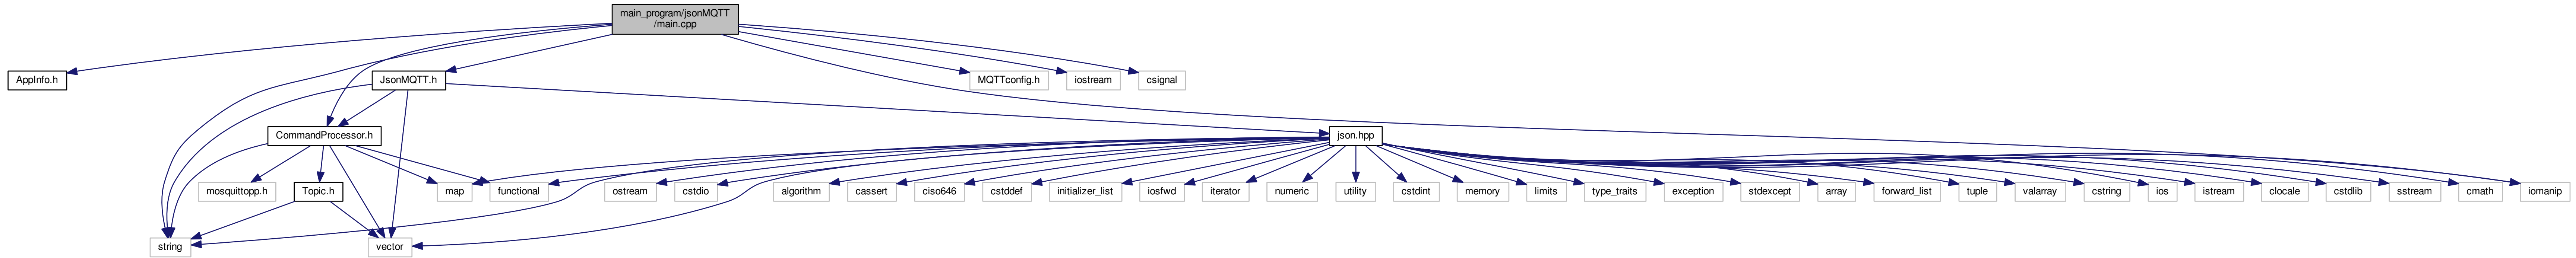 main_program/jsonMQTT
/main.cpp
AppInfo.h
JsonMQTT.h
MQTTconfig.h
iostream
csignal
CommandProcessor.h
json.hpp
mosquittopp.h
Topic.h
map
functional
ostream
cstdio
algorithm
cassert
ciso646
cstddef
initializer_list
iosfwd
iterator
numeric
utility
cstdint
memory
limits
type_traits
exception
stdexcept
array
forward_list
tuple
valarray
cstring
ios
istream
clocale
cstdlib
sstream
cmath
iomanip
string
vector